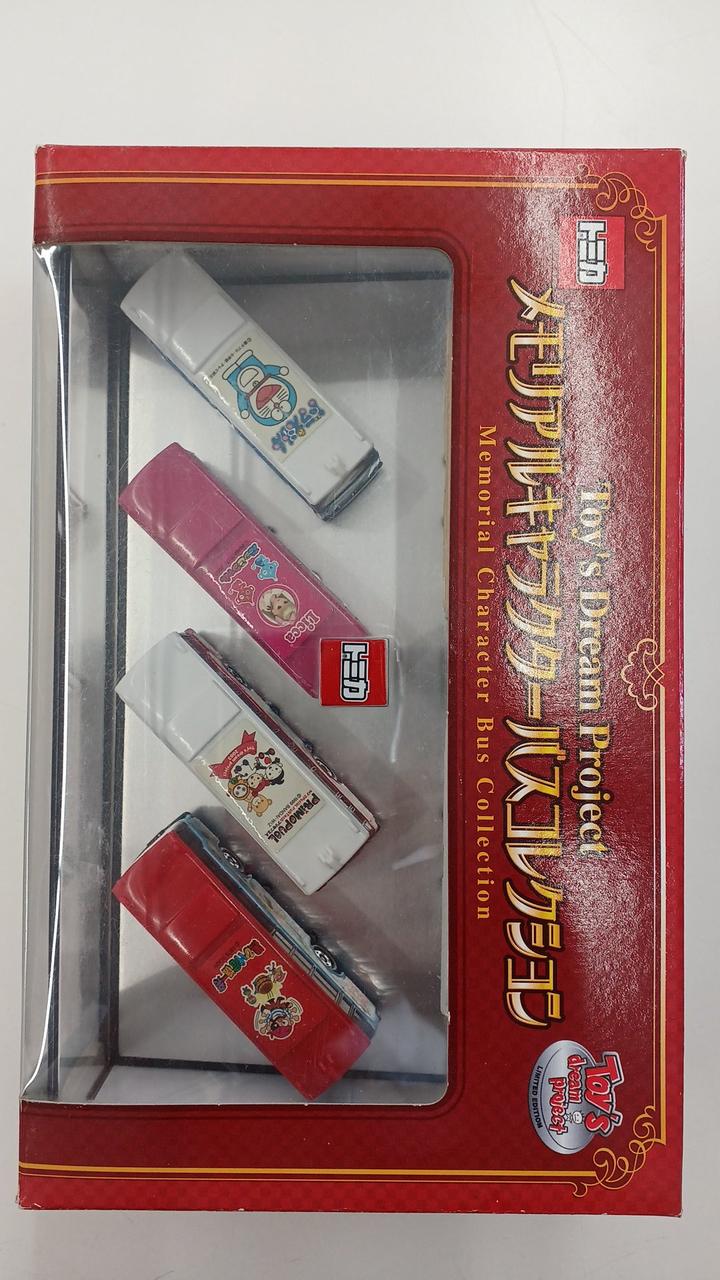 トミカ
Toy's Dream Project
メモリアルキャラクターバスコレクション
Memorial Character Bus Collection
Toy's
dream
project
LIMITED EDITION
トミカ
ドラえもん
Licca
PRIMOPUEL